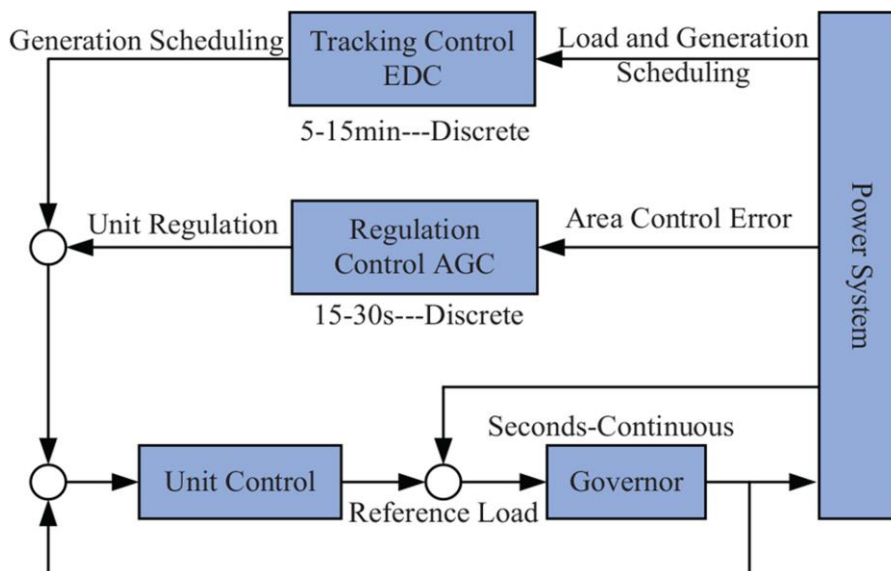 Generation Scheduling
Tracking Control
EDC
Load and Generation
Scheduling
5-15min---Discrete
Unit Regulation
Regulation
Control AGC
Area Control Error
15-30s---Discrete
Power System
Seconds-Continuous
Unit Control
Reference Load
Governor